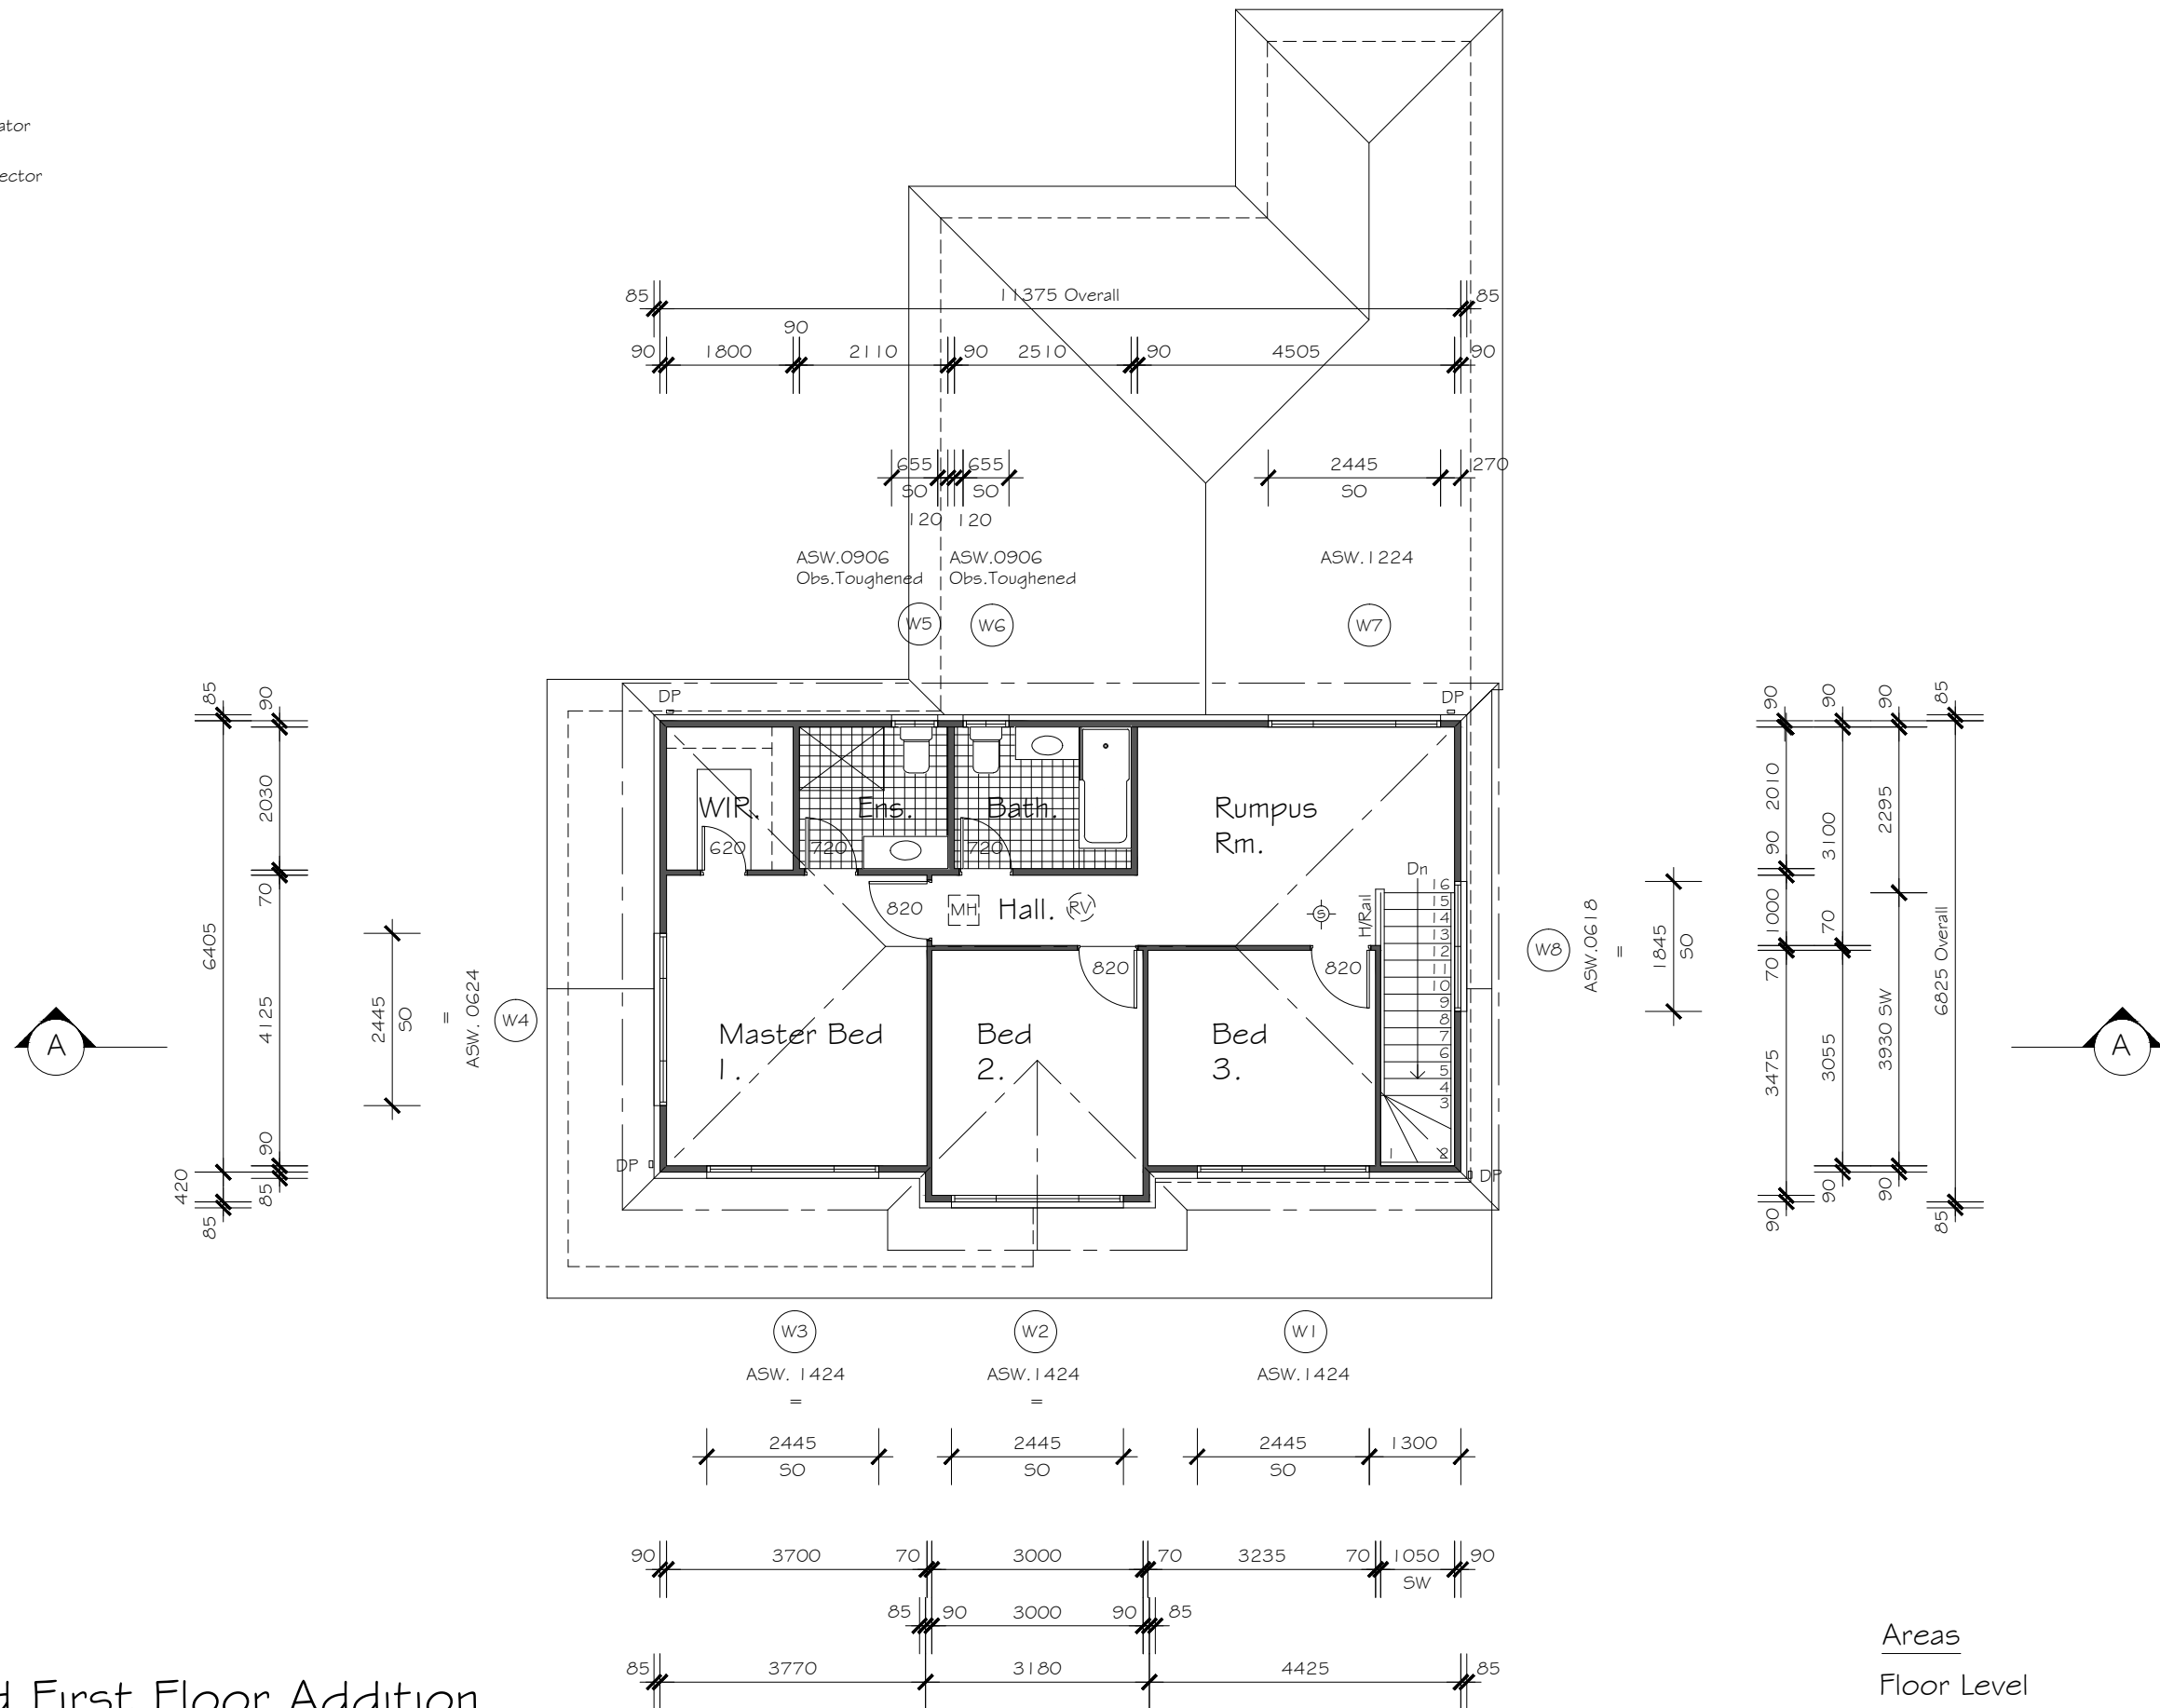 ator
ector
85 11375 Overall 85
90
90 1800 2110 90 2510 90 4505 90
655 655 2445 270
SO SO SO
120 120
ASW.0906 ASW.0906 ASW.1224
Obs.Toughened Obs.Toughened
W5 W6 W7
DP DP
85 6405 420 85
90 2030 70 4125 90 85
2445
SO
=
ASW. 0624
W4
A
WIR. Ens. Bath. Rumpus
Rm.
620 720 720
820 MH Hall. RV S H/Rail Dn
820 820
Master Bed
1.
Bed
2.
Bed
3.
16
15
14
13
12
11
10
9
8
7
6
5
4
3
1 2
DP DP
W8
ASW.0618
=
1845
SO
90 2010 90 1000 70 3475 90
90 3100 70 3055 90
90 2295 3930 SW 90
85 6825 Overall 85
A
W3 W2 W1
ASW. 1424 ASW.1424 ASW.1424
= =
2445 2445 2445 1300
SO SO SO
90 3700 70 3000 70 3235 70 1050 90
SW
85 90 3000 90 85
85 3770 3180 4425 85
Areas
Floor Level
d First Floor Addition